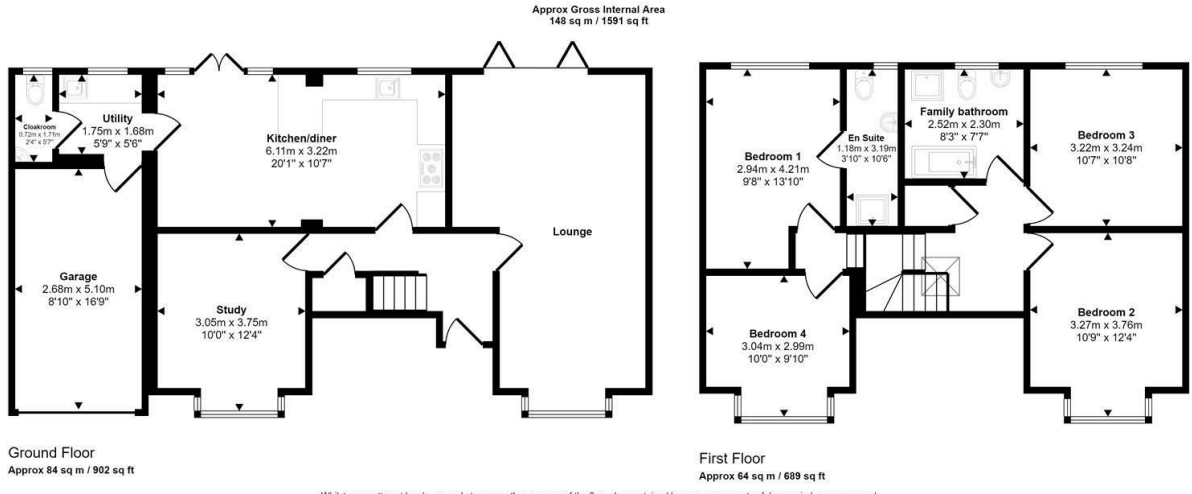 Approx Gross Internal Area
148 sq m / 1591 sq ft
Cloakroom
0.72m x 1.71m
2'4" x 5'7"
Utility
1.75m x 1.68m
5'9" x 5'6"
Kitchen/diner
6.11m x 3.22m
20'1" x 10'7"
Lounge
Garage
2.68m x 5.10m
8'10" x 16'9"
Study
3.05m x 3.75m
10'0" x 12'4"
Ground Floor
Approx 84 sq m / 902 sq ft
Bedroom 1
2.94m x 4.21m
9'8" x 13'10"
En Suite
1.18m x 3.19m
3'10" x 10'6"
Family bathroom
2.52m x 2.30m
8'3" x 7'7"
Bedroom 3
3.22m x 3.24m
10'7" x 10'8"
Bedroom 4
3.04m x 2.99m
10'0" x 9'10"
Bedroom 2
3.27m x 3.76m
10'9" x 12'4"
First Floor
Approx 64 sq m / 689 sq ft